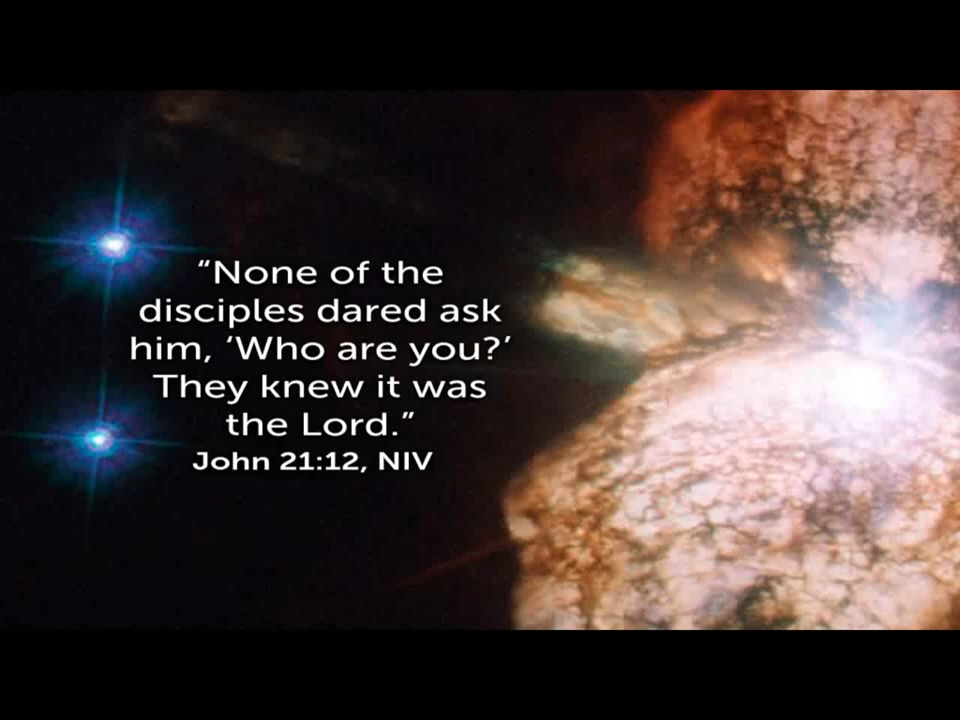 “None of the
disciples dared ask
him, ‘Who are you?’
They knew it was
the Lord.”
John 21:12, NIV